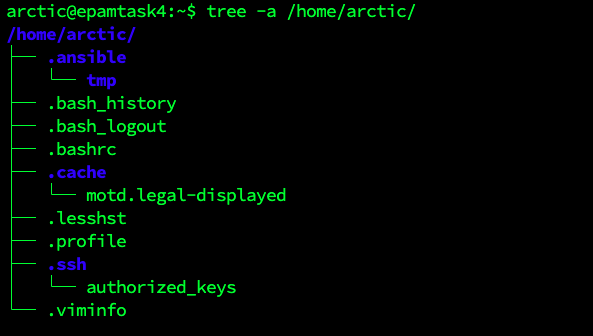 arctic@epamtask4:~$ tree -a /home/arctic/
/home/arctic/
├── .ansible
│   └── tmp
├── .bash_history
├── .bash_logout
├── .bashrc
├── .cache
│   └── motd.legal-displayed
├── .lesshst
├── .profile
├── .ssh
│   └── authorized_keys
└── .viminfo